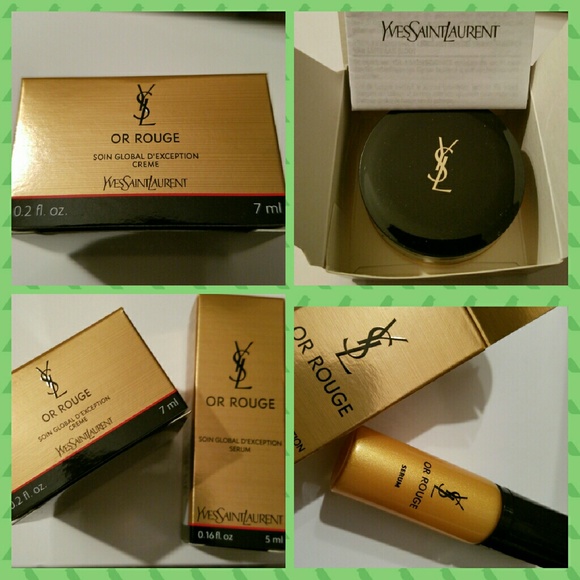 YSL
OR ROUGE
SOIN GLOBAL D'EXCEPTION
CREME
YVESSAINTLAURENT
0.2 fl. oz. 7 ml
YVESSAINTLAURENT
YSL
YSL
OR ROUGE
SOIN GLOBAL D'EXCEPTION
CREME
YVESSAINTLAURENT
0.2 fl. oz. 7 ml
YSL
OR ROUGE
SOIN GLOBAL D'EXCEPTION
SERUM
YVESSAINTLAURENT
0.16 fl. oz 5 ml
YSL
OR ROUGE
YSL
OR ROUGE
SERUM